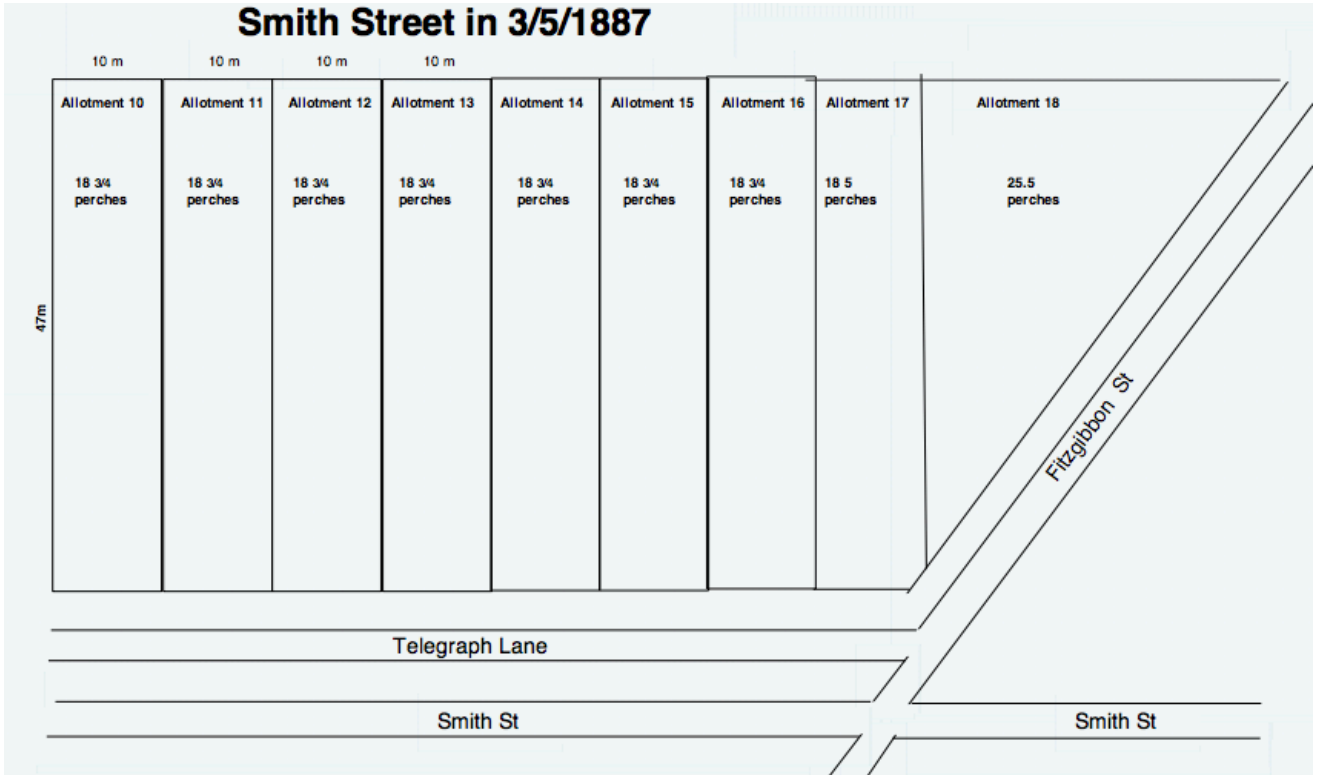 Smith Street in 3/5/1887
10 m 10 m 10 m 10 m
Allotment 10 Allotment 11 Allotment 12 Allotment 13 Allotment 14 Allotment 15 Allotment 16 Allotment 17 Allotment 18
18 3/4 18 3/4 18 3/4 18 3/4 18 3/4 18 3/4 18 3/4 18 5 25.5
perches perches perches perches perches perches perches perches perches
47m
Fitzgibbon St
Telegraph Lane
Smith St Smith St